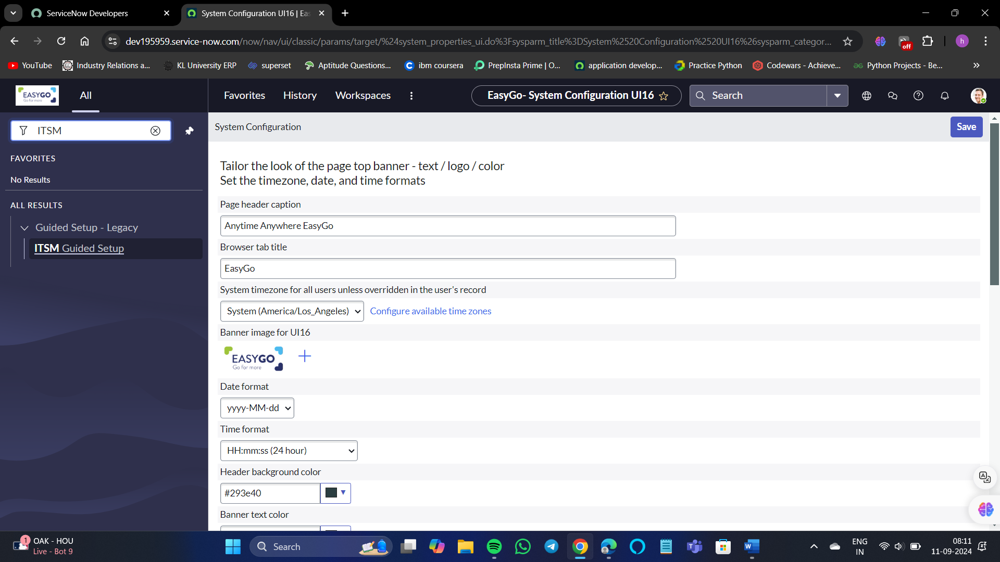 ServiceNow Developers
System Configuration UI16 | Eas
dev195959.service-now.com/now/nav/ui/classic/params/target/%24system_properties_ui.do%3Fsysparm_title%3DSystem%2520Configuration%2520UI16%26sysparm_categor...
off
h
YouTube
Industry Relations a...
KL University ERP
superset
Aptitude Questions...
ibm coursera
PrepInsta Prime | O...
application develop...
Practice Python
Codewars - Achieve...
Python Projects - Be...
EASYGO
Go for more
All
Favorites
History
Workspaces
EasyGo- System Configuration UI16
Search
ITSM
FAVORITES
No Results
ALL RESULTS
Guided Setup - Legacy
ITSM Guided Setup
System Configuration
Save
Tailor the look of the page top banner - text / logo / color
Set the timezone, date, and time formats
Page header caption
Anytime Anywhere EasyGo
Browser tab title
EasyGo
System timezone for all users unless overridden in the user's record
System (America/Los_Angeles)
Configure available time zones
Banner image for UI16
EASYGO
Go for more
Date format
yyyy-MM-dd
Time format
HH:mm:ss (24 hour)
Header background color
#293e40
Banner text color
1
OAK - HOU
Live - Bot 9
Search
ENG
IN
08:11
11-09-2024